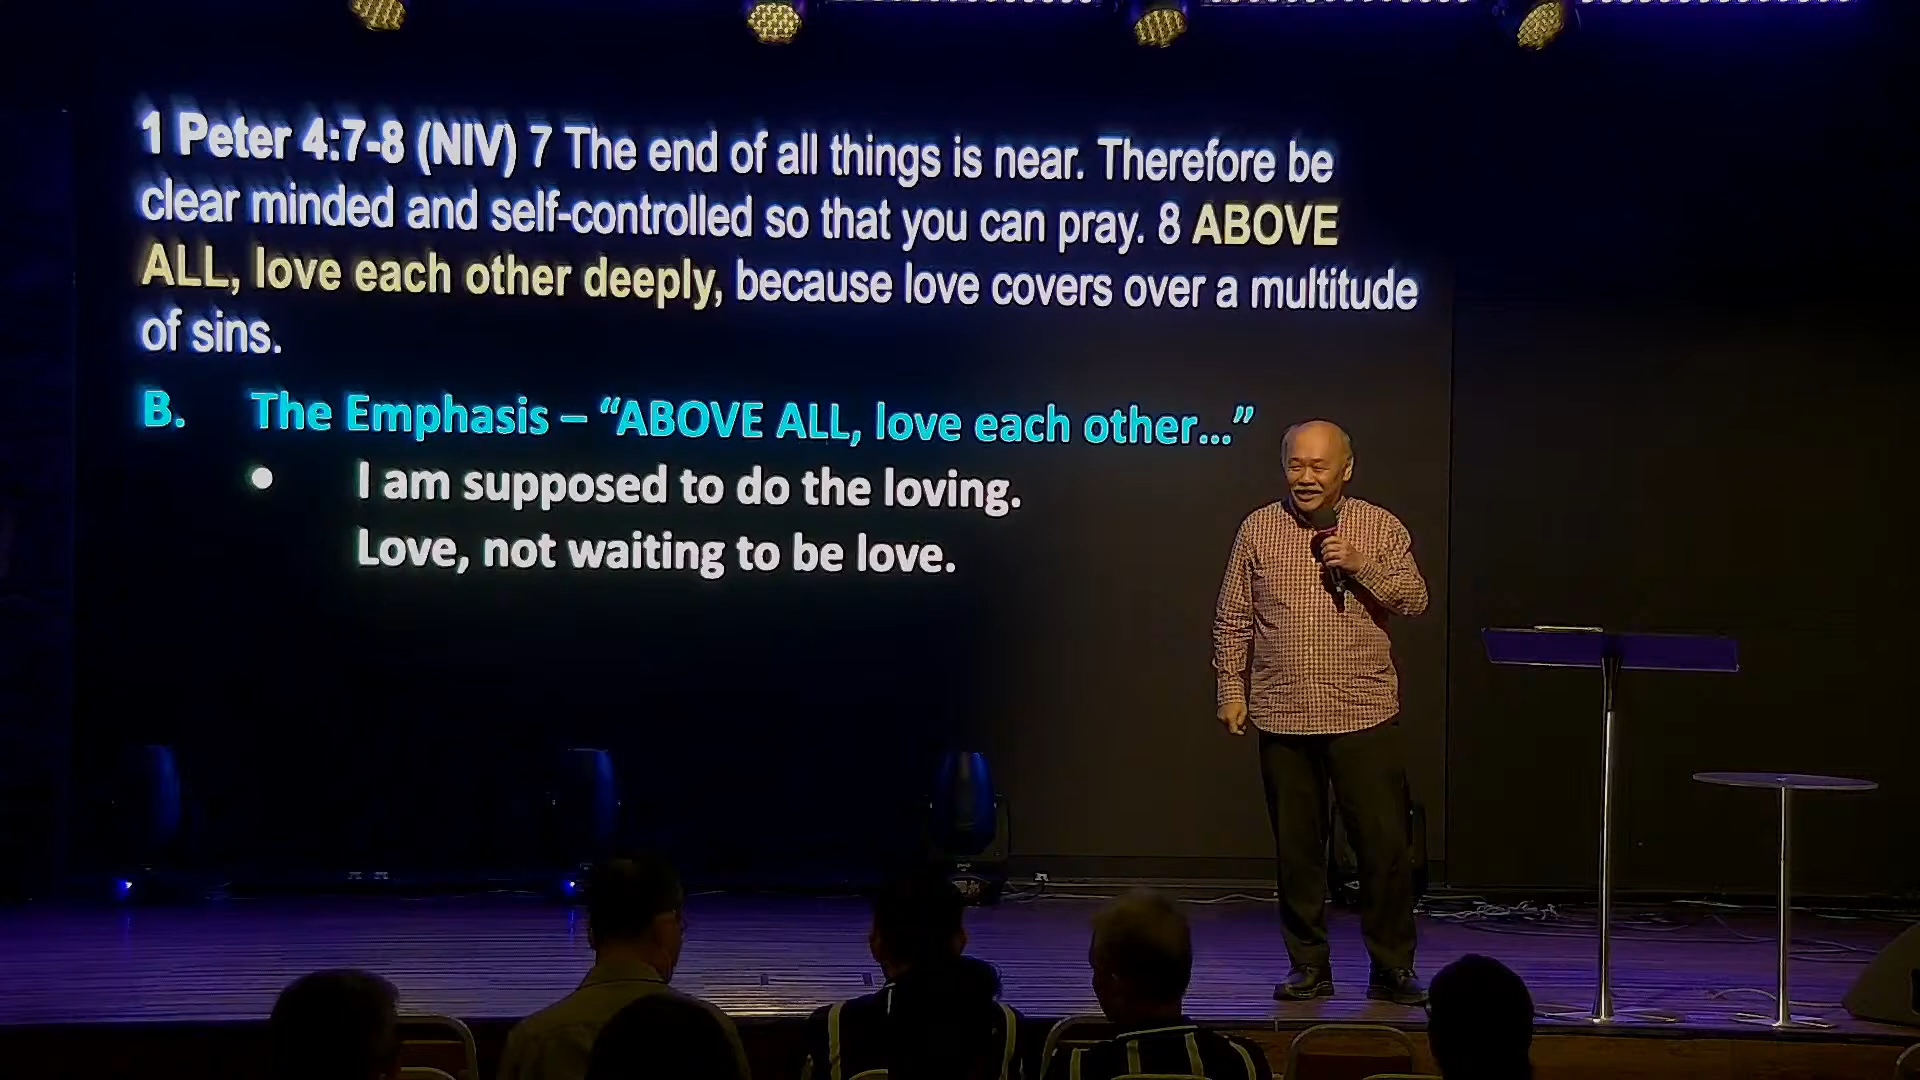 1 Peter 4:7-8 (NIV) 7 The end of all things is near. Therefore be
clear minded and self-controlled so that you can pray. 8 ABOVE
ALL, love each other deeply, because love covers over a multitude
of sins.
B. The Emphasis – “ABOVE ALL, love each other...”
• I am supposed to do the loving.
Love, not waiting to be love.